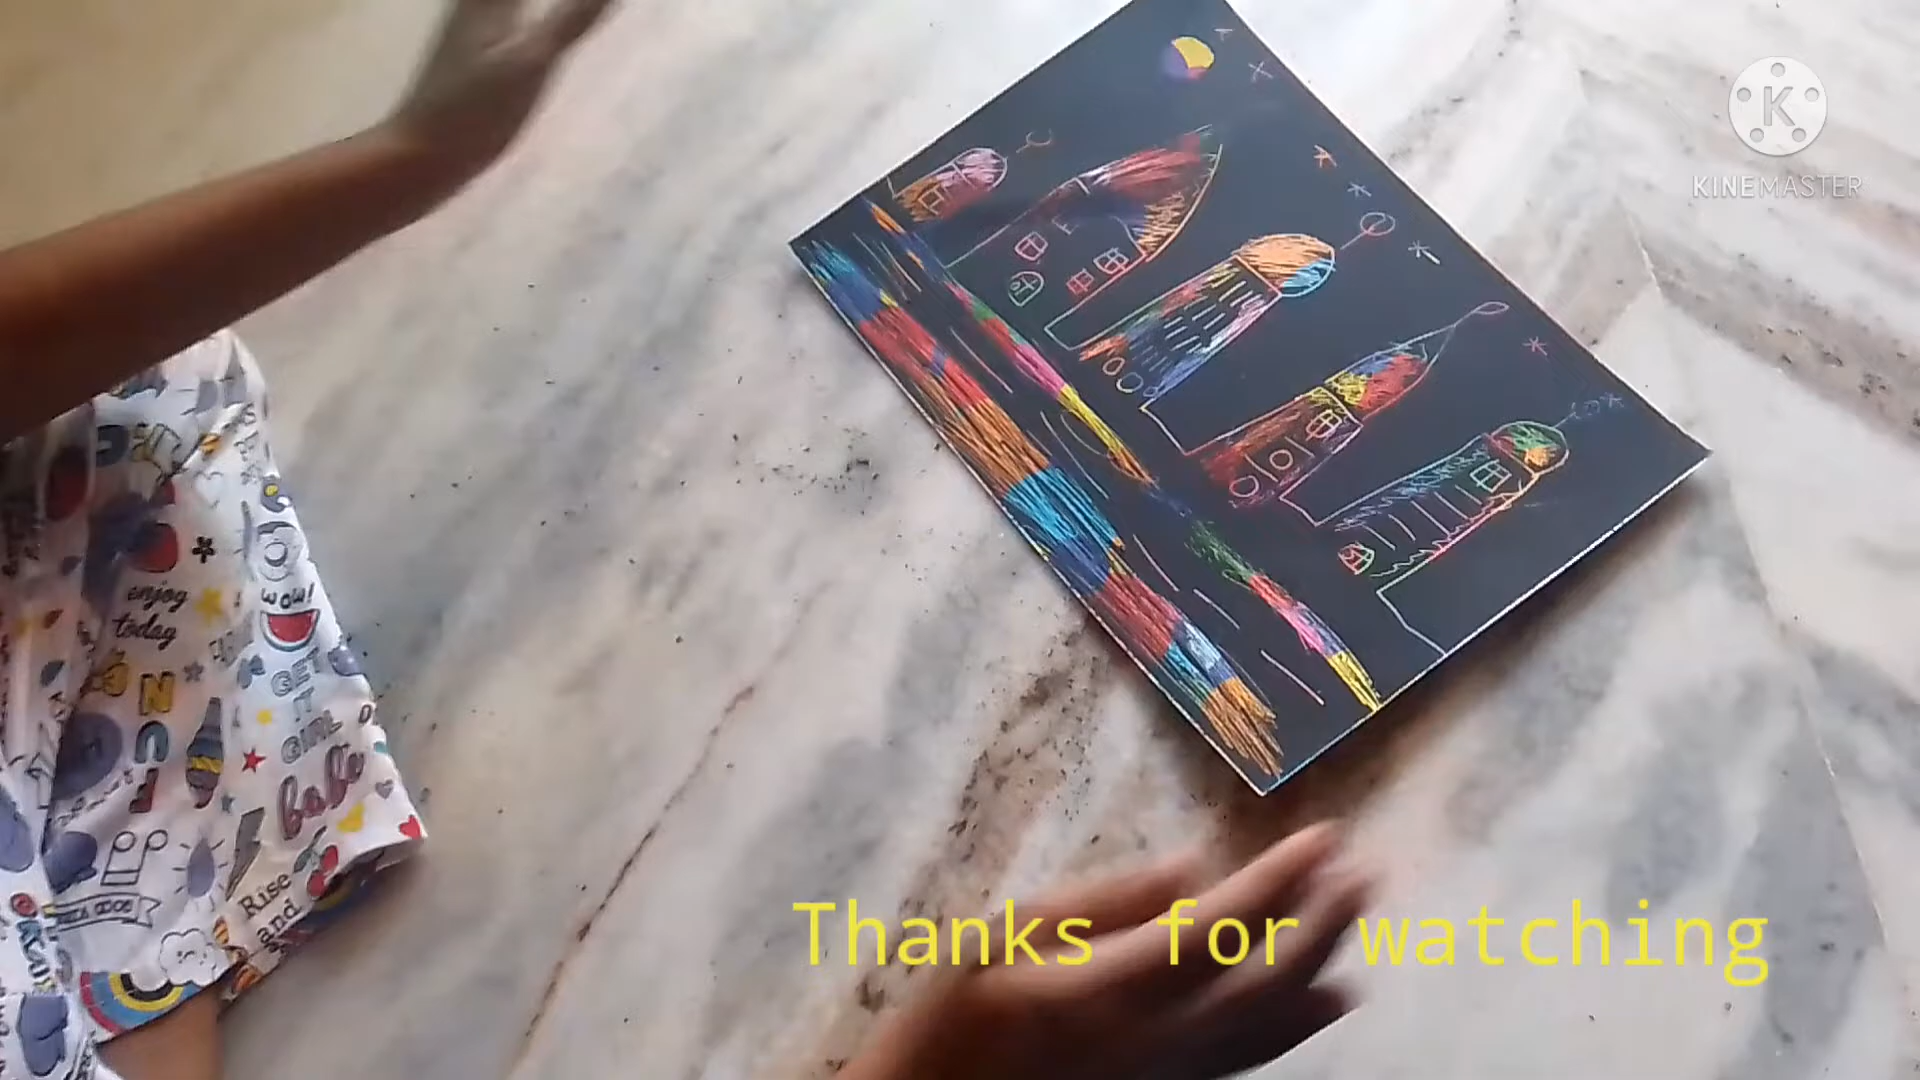 KINEMASTER
enjoy
today
WOW!
GET
IT
GIRL
babe
Rise
and
Thanks for watching